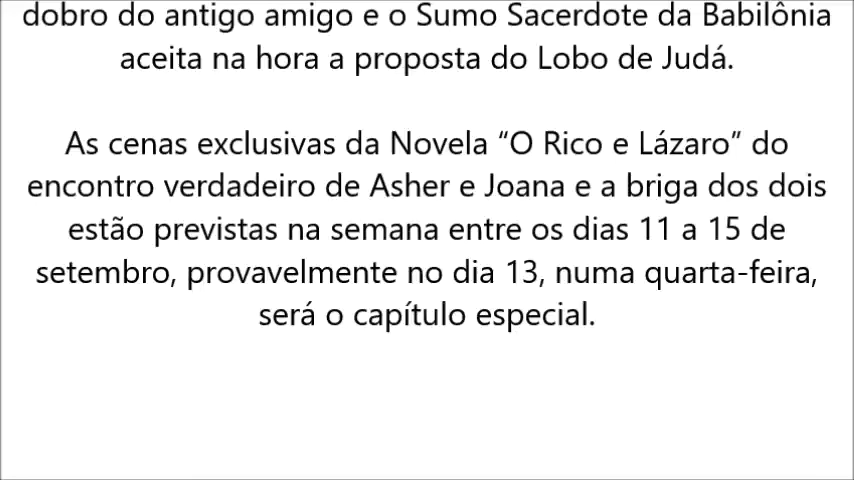 dobro do antigo amigo e o Sumo Sacerdote da Babilônia
aceita na hora a proposta do Lobo de Judá.
As cenas exclusivas da Novela “O Rico e Lázaro” do
encontro verdadeiro de Asher e Joana e a briga dos dois
estão previstas na semana entre os dias 11 a 15 de
setembro, provavelmente no dia 13, numa quarta-feira,
será o capítulo especial.